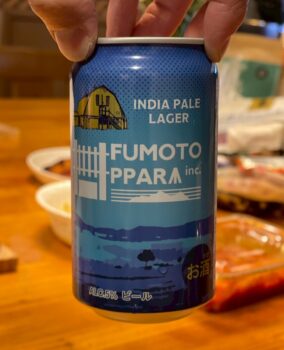 INDIA PALE
LAGER
FUMOTO
PPARA inc.
お酒
ALC.5% ビール